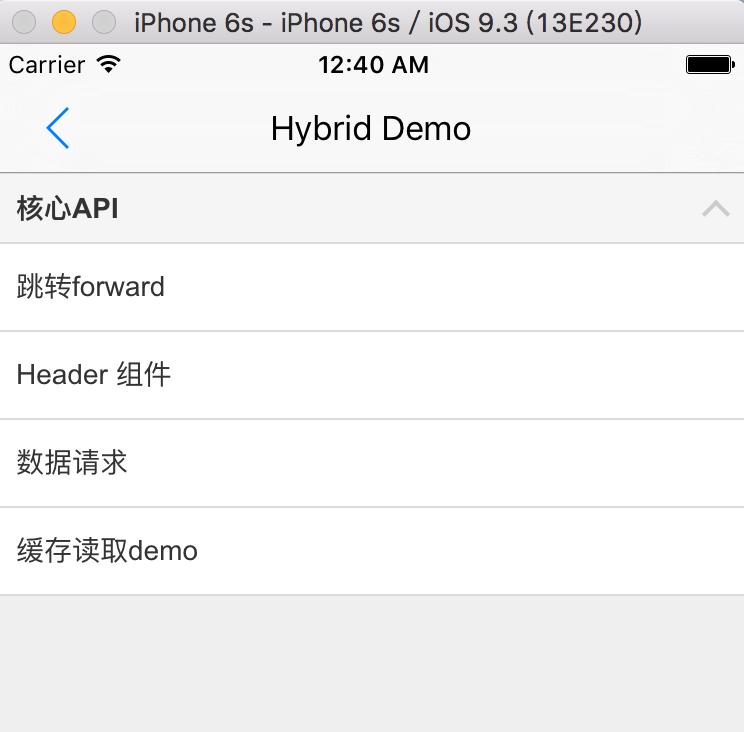 iPhone 6s - iPhone 6s / iOS 9.3 (13E230)
Carrier 12:40 AM
Hybrid Demo
核心API
跳转forward
Header 组件
数据请求
缓存读取demo